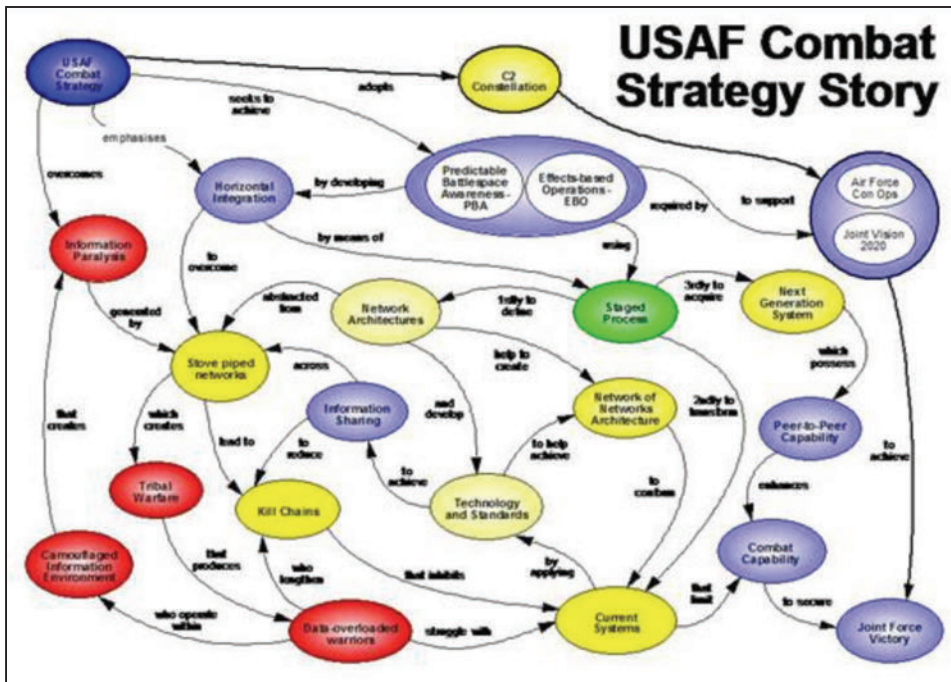 USAF Combat
Strategy Story
USAF
Combat
Strategy
C2
Constellation
adopts
seeks to
achieve
emphasises
overcomes
Horizontal
Integration
by developing
Predictable
Battlespace
Awareness-
PBA
Effects-based
Operations-
EBO
required by
to support
Air Force
Con Ops
Joint Vision
2020
Information
Paralysis
to
overcome
by means of
using
generated
by
abstracted
from
Network
Architectures
1stly to
define
Staged
Process
3rdly to
acquire
Next
Generation
System
which
possess
Stove piped
networks
across
help to
create
that
creates
which
creates
lead to
Information
Sharing
to
reduce
and
develop
Network of
Networks
Architecture
2ndly to
transform
Peer-to-Peer
Capability
to
achieve
to help
achieve
to
achieve
to
confirm
enhances
Tribal
Warfare
Kill Chains
Technology
and Standards
Camouflaged
Information
Environment
that
produces
who
lengthen
that inhibits
by
applying
Combat
Capability
that
limit
to secure
who operate
within
Data-overloaded
warriors
struggle with
Current
Systems
Joint Force
Victory